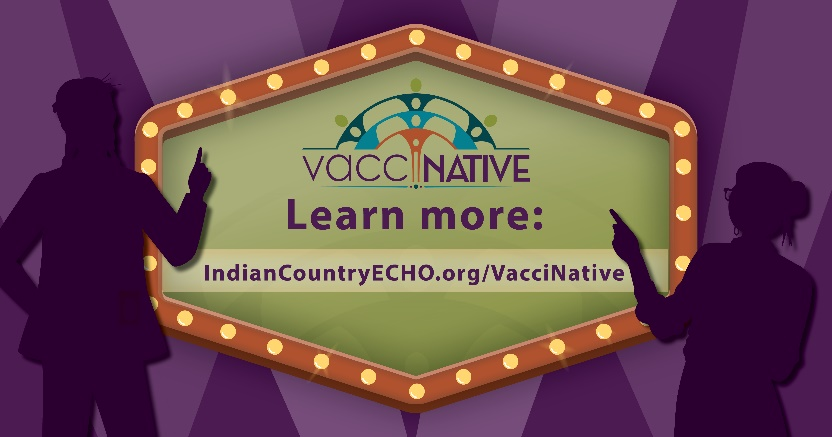 vacciNATIVE
Learn more:
IndianCountryECHO.org/VacciNative